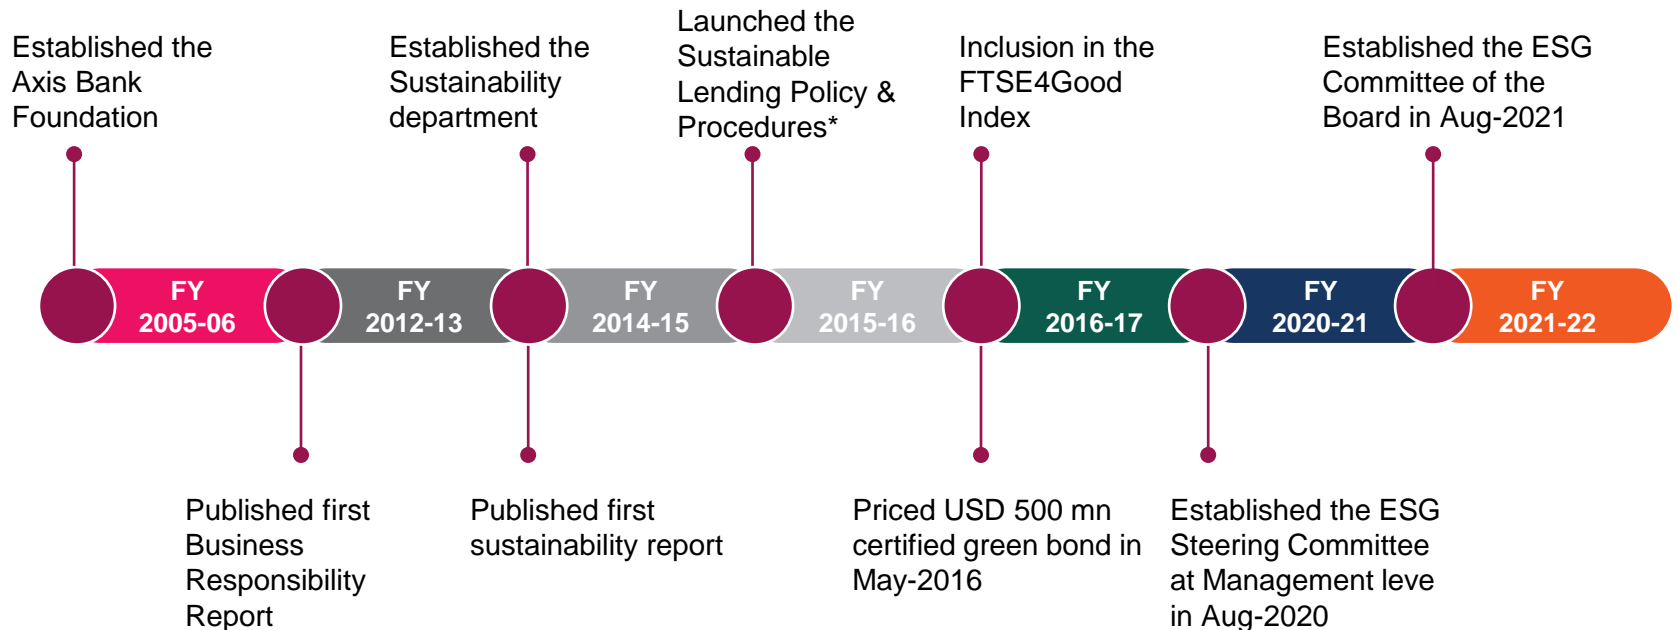 Established the
Axis Bank
Foundation
Established the
Sustainability
department
Launched the
Sustainable
Lending Policy &
Procedures*
Inclusion in the
FTSE4Good
Index
Established the ESG
Committee of the
Board in Aug-2021
FY
2005-06
FY
2012-13
FY
2014-15
FY
2015-16
FY
2016-17
FY
2020-21
FY
2021-22
Published first
Business
Responsibility
Report
Published first
sustainability report
Priced USD 500 mn
certified green bond in
May-2016
Established the ESG
Steering Committee
at Management leve
in Aug-2020